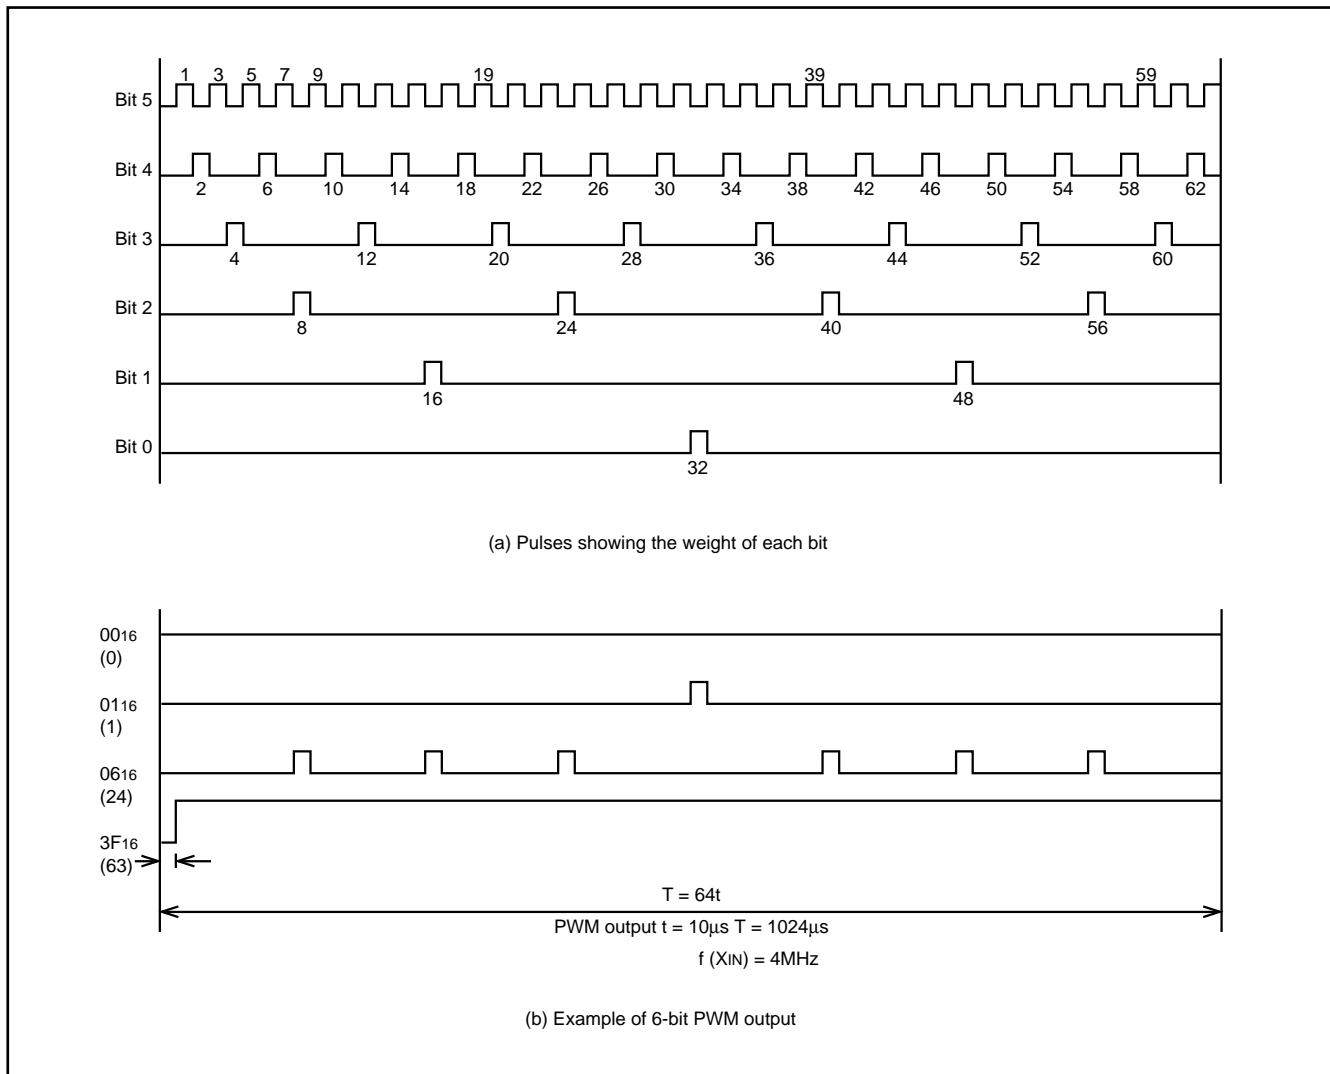 1 3 5 7 9 19 39 59
Bit 5
Bit 4
2 6 10 14 18 22 26 30 34 38 42 46 50 54 58 62
Bit 3
4 12 20 28 36 44 52 60
Bit 2
8 24 40 56
Bit 1
16 48
Bit 0
32
(a) Pulses showing the weight of each bit
0016
(0)
0116
(1)
0616
(24)
3F16
(63)
T = 64t
PWM output t = 10μs T = 1024μs
f (XIN) = 4MHz
(b) Example of 6-bit PWM output